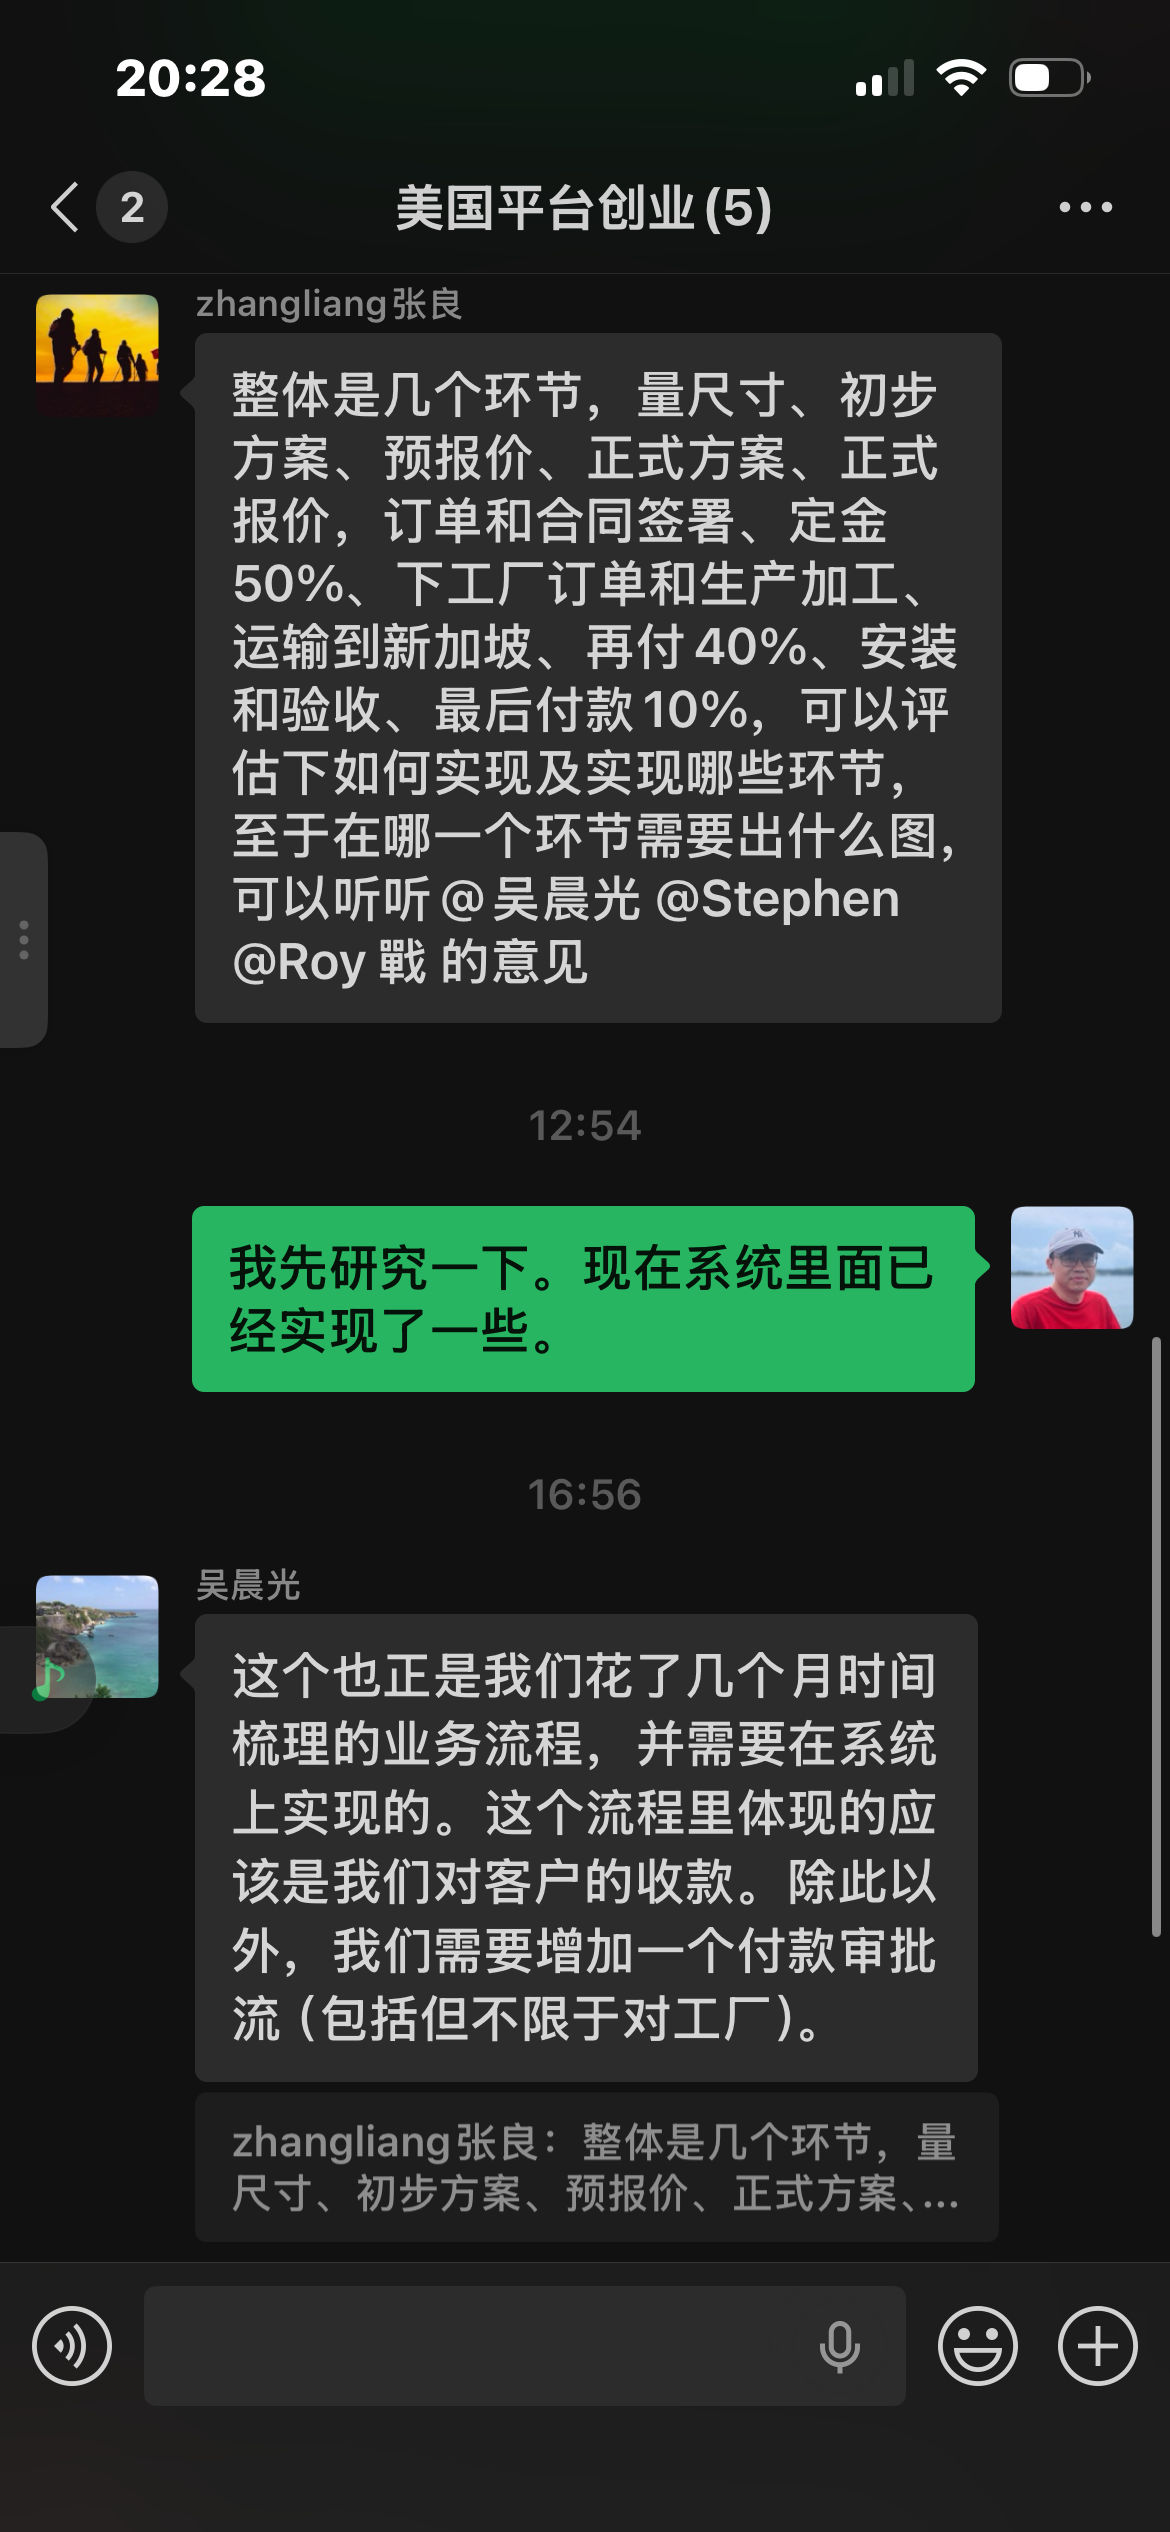 20:28
2
美国平台创业(5)
zhangliang张良
整体是几个环节，量尺寸、初步
方案、预报价、正式方案、正式
报价，订单和合同签署、定金
50%、下工厂订单和生产加工、
运输到新加坡、再付40%、安装
和验收、最后付款10%，可以评
估下如何实现及实现哪些环节，
至于在哪一个环节需要出什么图，
可以听听@吴晨光 @Stephen
@Roy 戰 的意见
12:54
我先研究一下。现在系统里面已
经实现了一些。
16:56
吴晨光
这个也正是我们花了几个月时间
梳理的业务流程，并需要在系统
上实现的。这个流程里体现的应
该是我们对客户的收款。除此以
外，我们需要增加一个付款审批
流（包括但不限于对工厂）。
zhangliang张良：整体是几个环节，量
尺寸、初步方案、预报价、正式方案、...